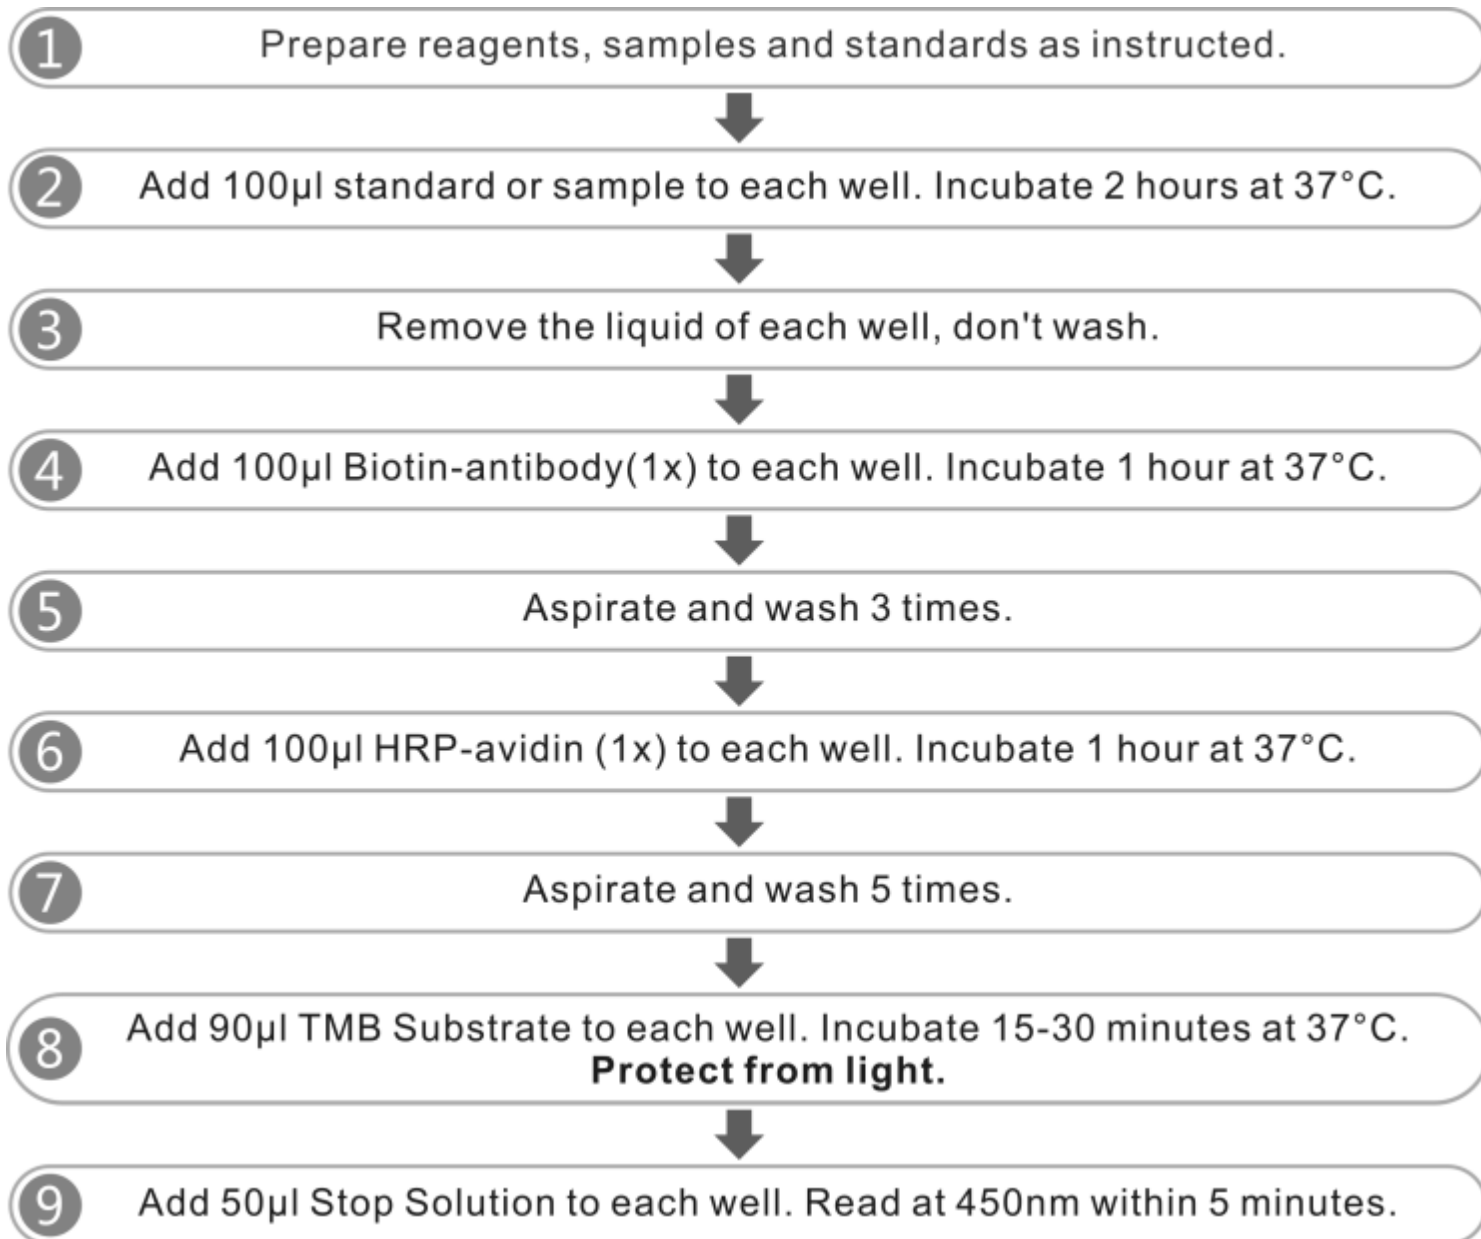 1 Prepare reagents, samples and standards as instructed.
2 Add 100µl standard or sample to each well. Incubate 2 hours at 37°C.
3 Remove the liquid of each well, don't wash.
4 Add 100µl Biotin-antibody(1x) to each well. Incubate 1 hour at 37°C.
5 Aspirate and wash 3 times.
6 Add 100µl HRP-avidin (1x) to each well. Incubate 1 hour at 37°C.
7 Aspirate and wash 5 times.
8 Add 90µl TMB Substrate to each well. Incubate 15-30 minutes at 37°C.
Protect from light.
9 Add 50µl Stop Solution to each well. Read at 450nm within 5 minutes.